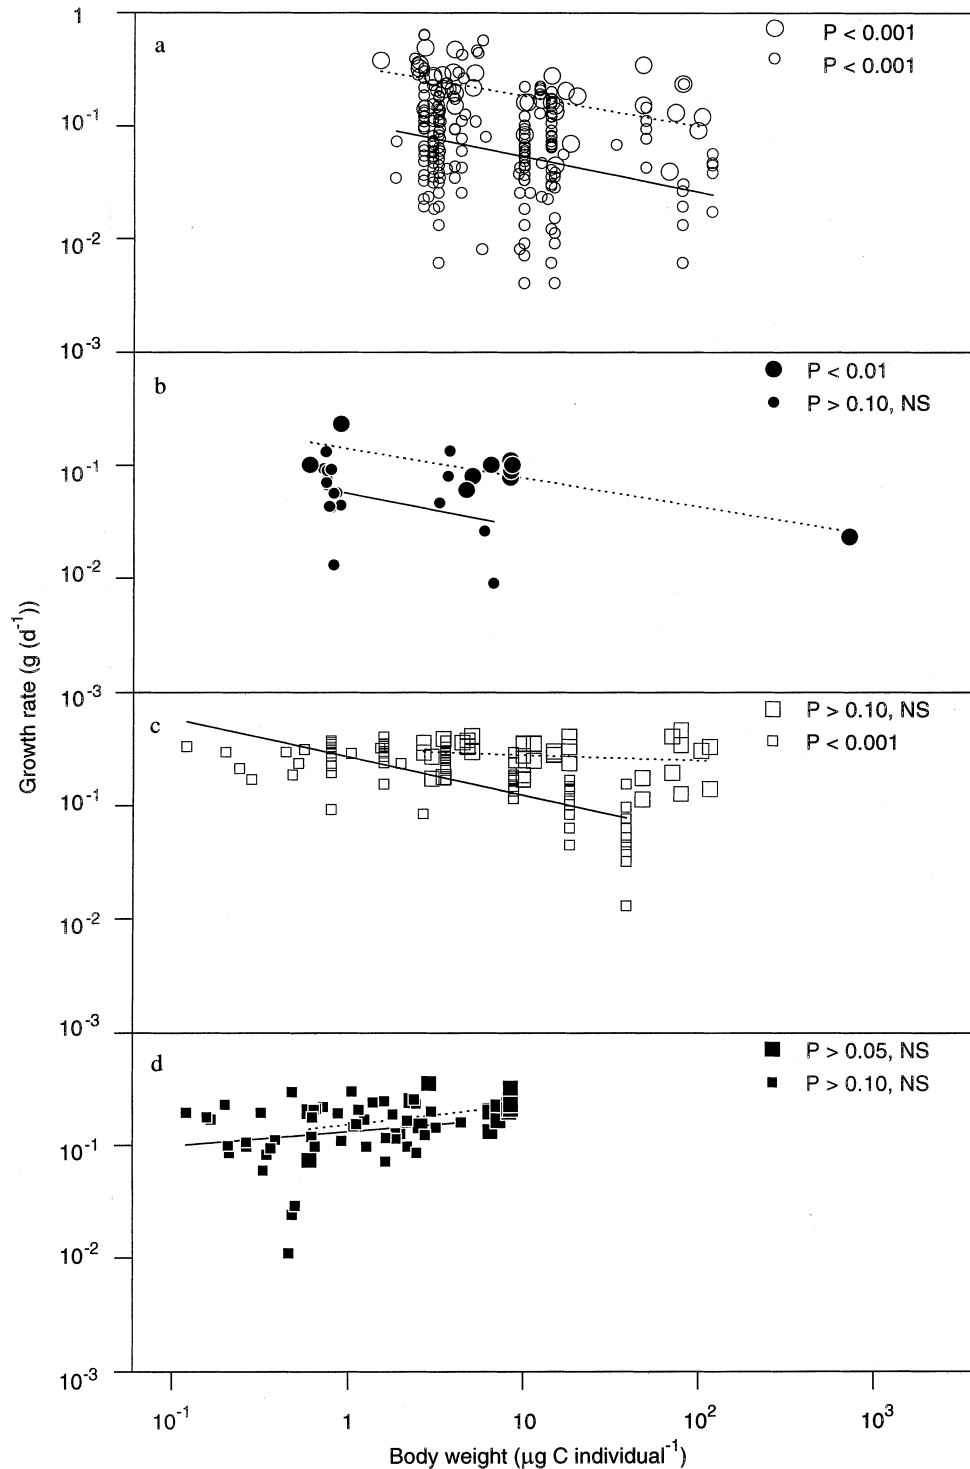 1
a
P < 0.001
P < 0.001
10⁻¹
10⁻²
10⁻³
b
P < 0.01
P > 0.10, NS
10⁻¹
10⁻²
10⁻³
c
P > 0.10, NS
P < 0.001
10⁻¹
10⁻²
10⁻³
d
P > 0.05, NS
P > 0.10, NS
10⁻¹
10⁻²
10⁻³
Growth rate (g (d⁻¹))
10⁻¹ 1 10 10² 10³
Body weight (μg C individual⁻¹)